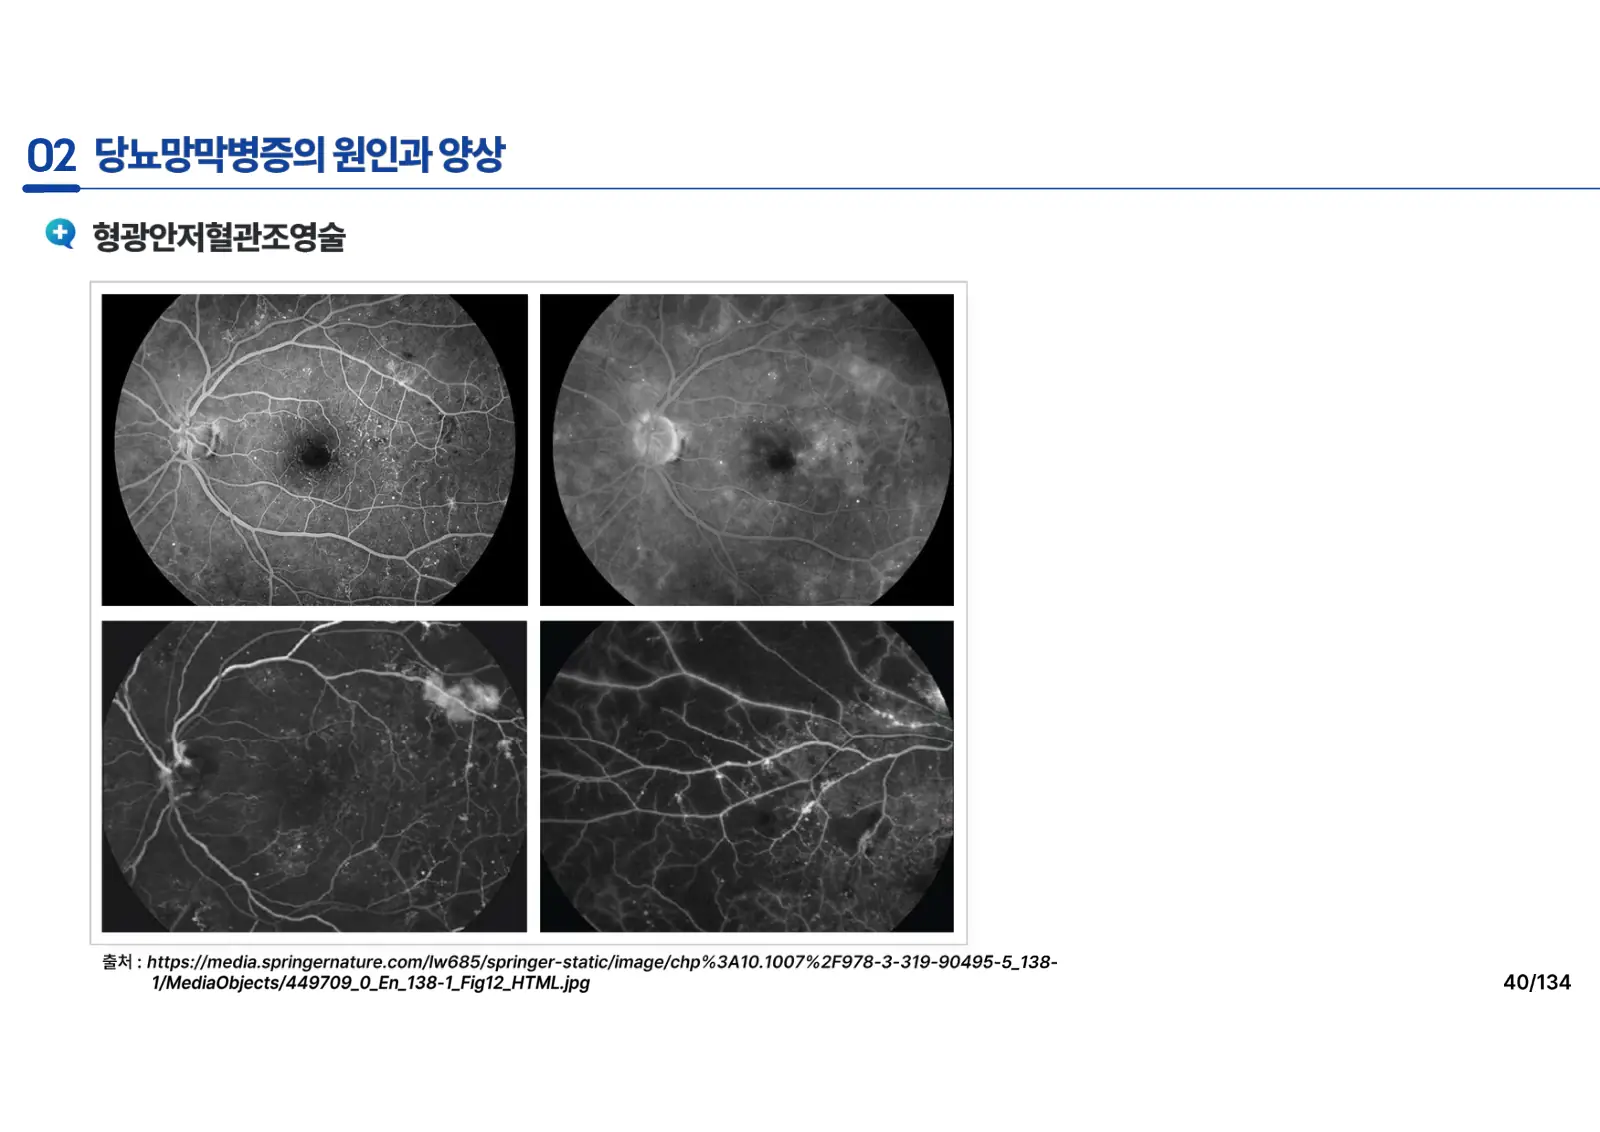 02 당뇨망막병증의 원인과 양상
형광안저혈관조영술
출처 : https://media.springernature.com/lw685/springer-static/image/chp%3A10.1007%2F978-3-319-90495-5_138-
1/MediaObjects/449709_0_En_138-1_Fig12_HTML.jpg
40/134